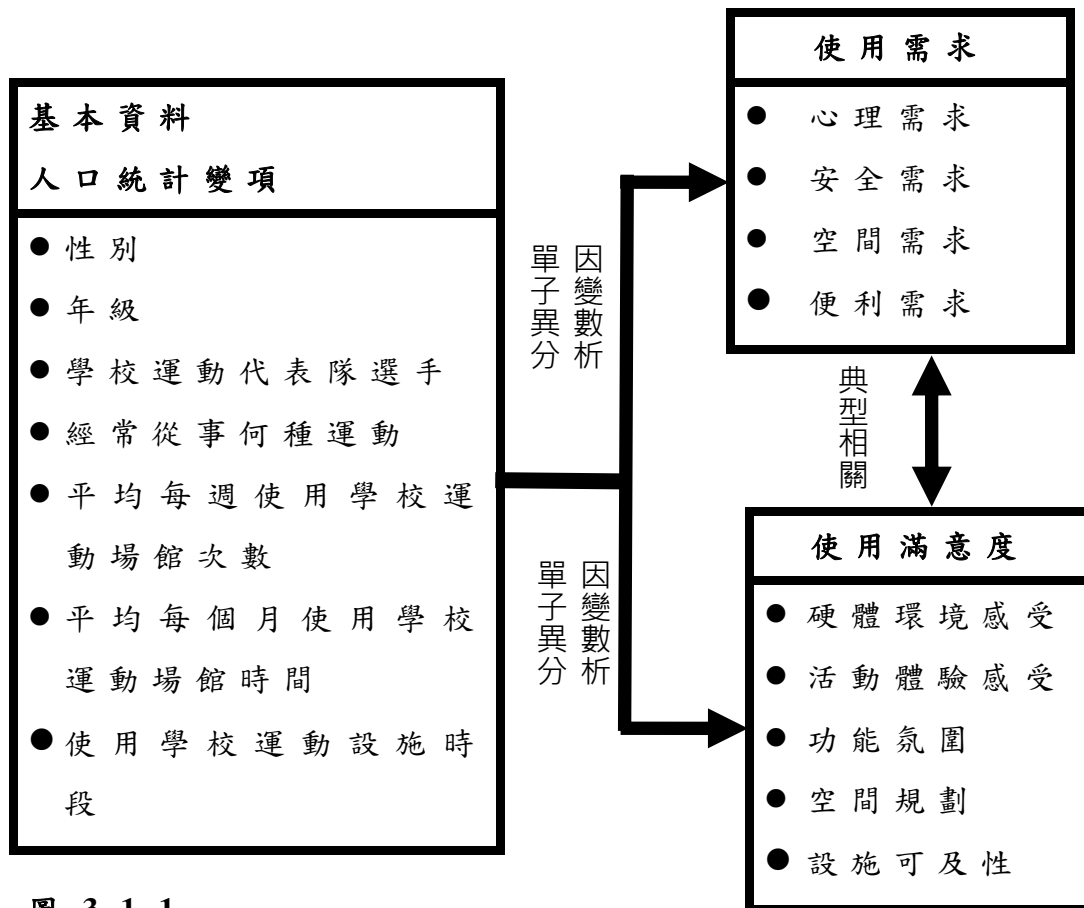 基本資料
人口統計變項
● 性別
● 年級
● 學校運動代表隊選手
● 經常從事何種運動
● 平均每週使用學校運
動場館次數
● 平均每個月使用學校
運動場館時間
● 使用學校運動設施時
段
單因
子變
異數
分析
單因
子變
異數
分析
使用需求
● 心理需求
● 安全需求
● 空間需求
● 便利需求
典型相關
使用滿意度
● 硬體環境感受
● 活動體驗感受
● 功能氛圍
● 空間規劃
● 設施可及性
圖 3-1-1